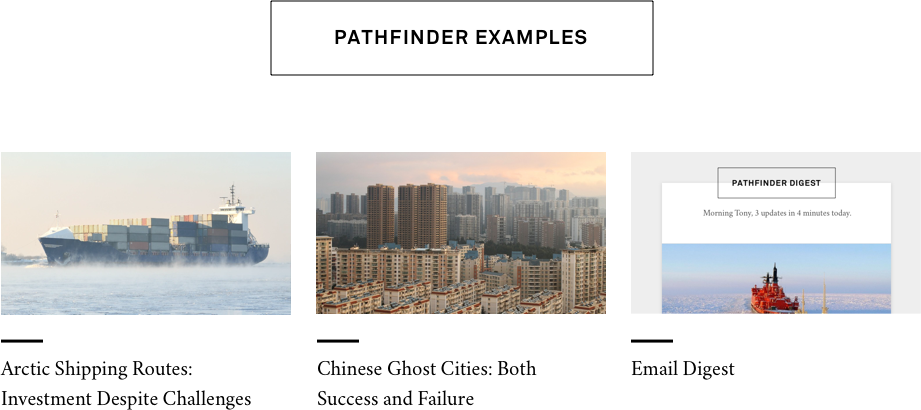 PATHFINDER EXAMPLES
PATHFINDER DIGEST
Morning Tony, 3 updates in 4 minutes today.
Arctic Shipping Routes:
Investment Despite Challenges
Chinese Ghost Cities: Both
Success and Failure
Email Digest